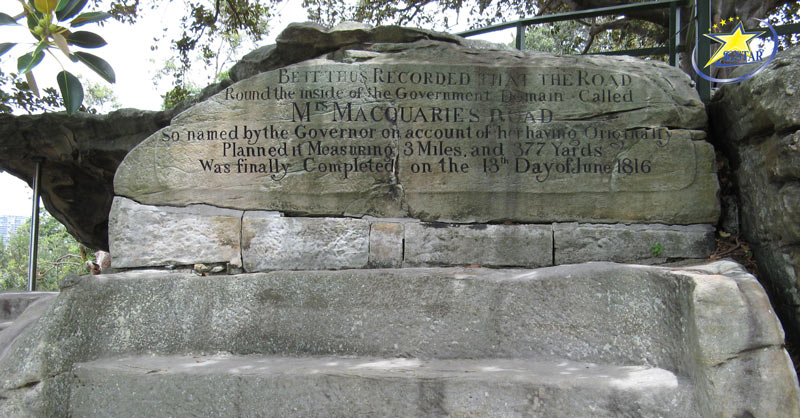 BE IT THUS RECORDED THAT THE ROAD
Round the inside of the Government Domain Called
MRS MACQUARIE'S ROAD
So named by the Governor on account of her having Originally
Planned it Measuring 3 Miles, and 377 Yards
Was finally Completed on the 13th Day of June 1816